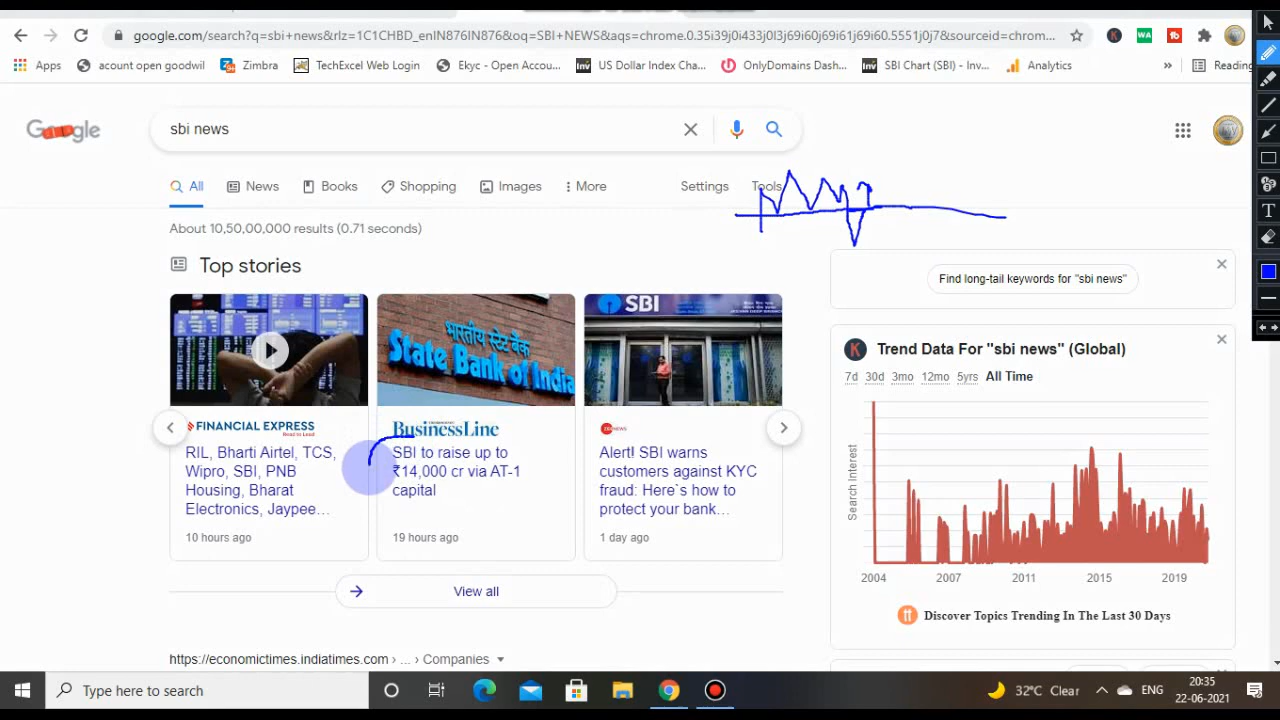 google.com/search?q=sbi+news&rlz=1C1CHBD_enIN876IN876&oq=SBI+NEWS&aqs=chrome.0.35i39j0i433j0l3j69i60j69i61j69i60.5551j0j7&sourceid=chrom...
Apps acount open goodwil Zimbra TechExcel Web Login Ekyc - Open Accou... US Dollar Index Cha... OnlyDomains Dash... SBI Chart (SBI) - Inv... Analytics » Reading
Google sbi news
All News Books Shopping Images More Settings Tools
About 10,50,00,000 results (0.71 seconds)
Top stories
SBI
भारतीय स्टेट बैंक
State Bank of India
FINANCIAL EXPRESS
Read to Lead
RIL, Bharti Airtel, TCS,
Wipro, SBI, PNB
Housing, Bharat
Electronics, Jaypee...
10 hours ago
BusinessLine
SBI to raise up to
₹14,000 cr via AT-1
capital
19 hours ago
ZEE NEWS
Alert! SBI warns
customers against KYC
fraud: Here`s how to
protect your bank...
1 day ago
View all
https://economictimes.indiatimes.com › ... › Companies
Find long-tail keywords for "sbi news"
K Trend Data For "sbi news" (Global)
7d 30d 3mo 12mo 5yrs All Time
Search Interest
2004 2007 2011 2015 2019
Discover Topics Trending In The Last 30 Days
Type here to search
32°C Clear ENG
20:35
22-06-2021